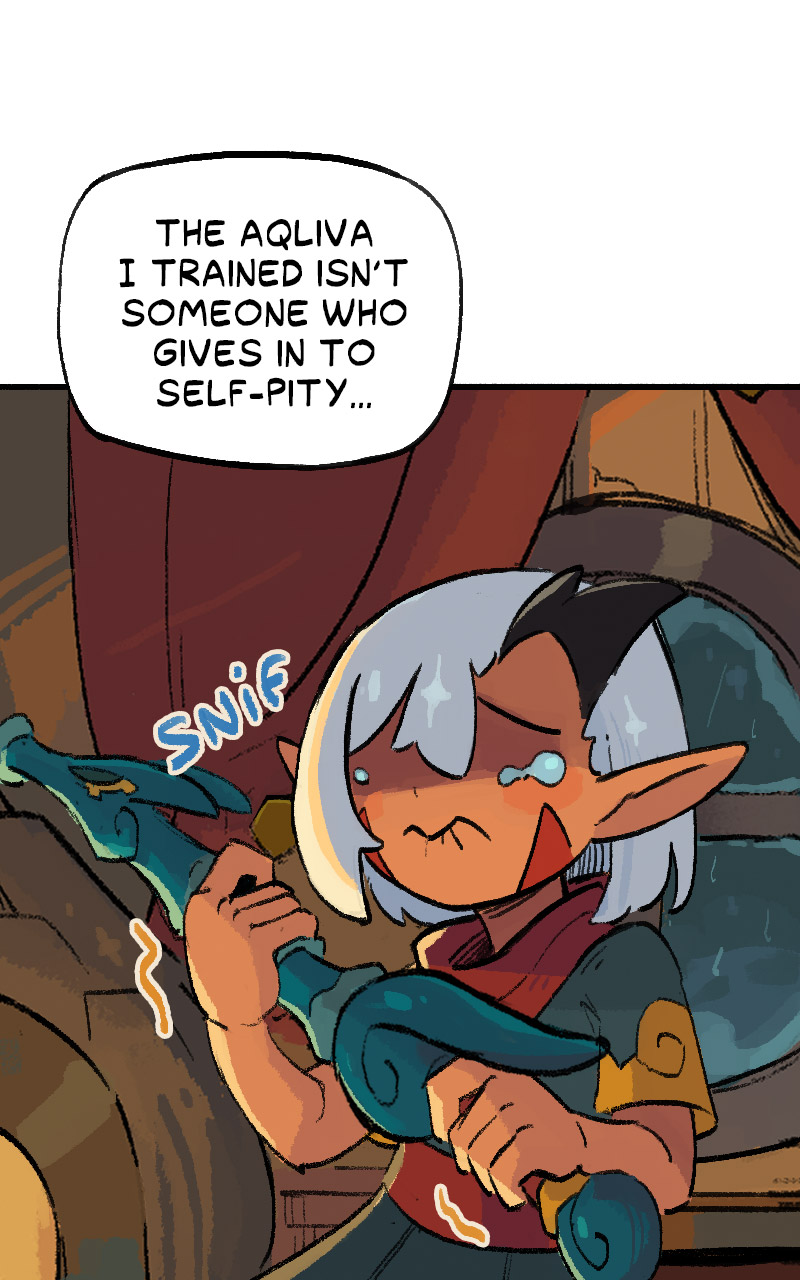 THE AQLIVA
I TRAINED ISN'T
SOMEONE WHO
GIVES IN TO
SELF-PITY...
SNIF